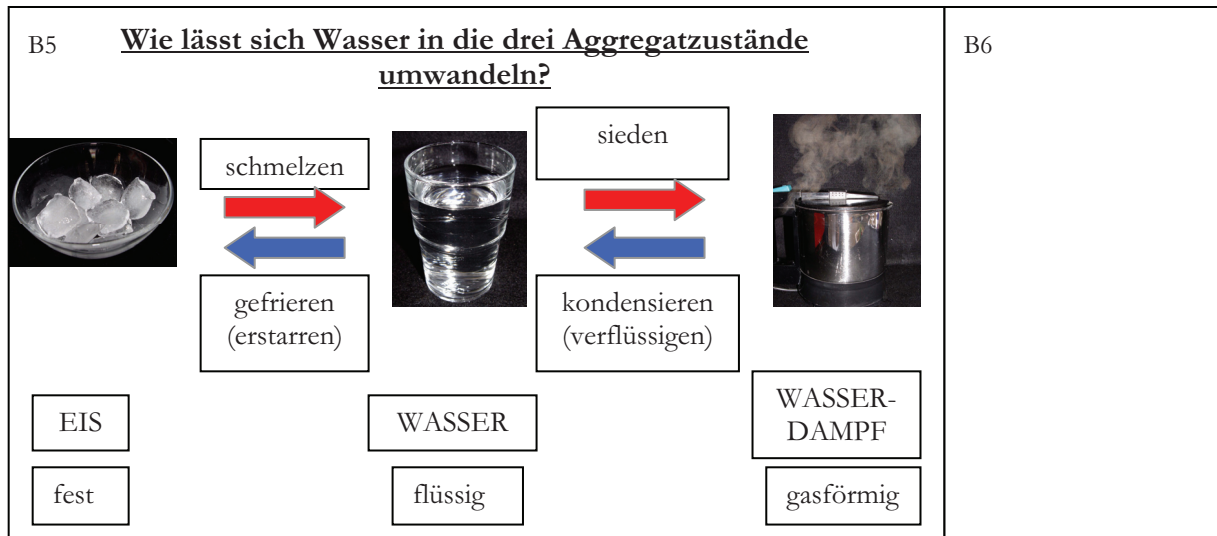 B5
Wie lässt sich Wasser in die drei Aggregatzustände
umwandeln?
B6
schmelzen
sieden
gefrieren
(erstarren)
kondensieren
(verflüssigen)
EIS
WASSER
WASSER-
DAMPF
fest
flüssig
gasförmig